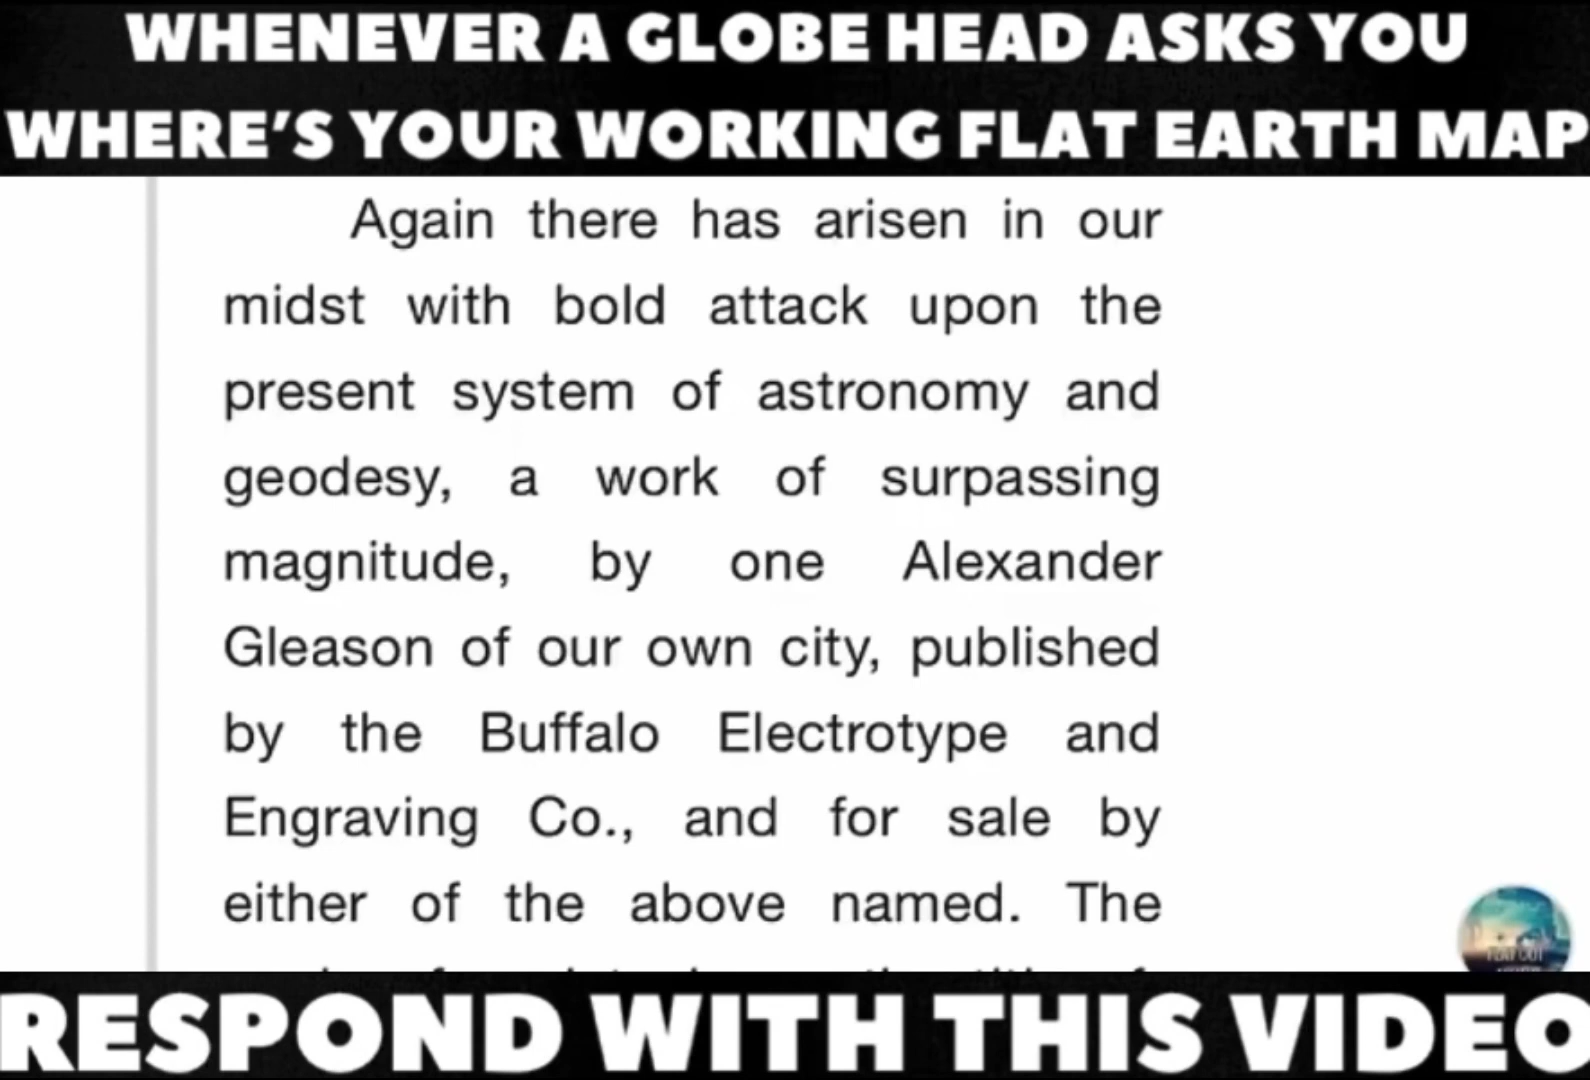 WHENEVER A GLOBE HEAD ASKS YOU
WHERE'S YOUR WORKING FLAT EARTH MAP
Again there has arisen in our
midst with bold attack upon the
present system of astronomy and
geodesy, a work of surpassing
magnitude, by one Alexander
Gleason of our own city, published
by the Buffalo Electrotype and
Engraving Co., and for sale by
either of the above named. The
RESPOND WITH THIS VIDEO